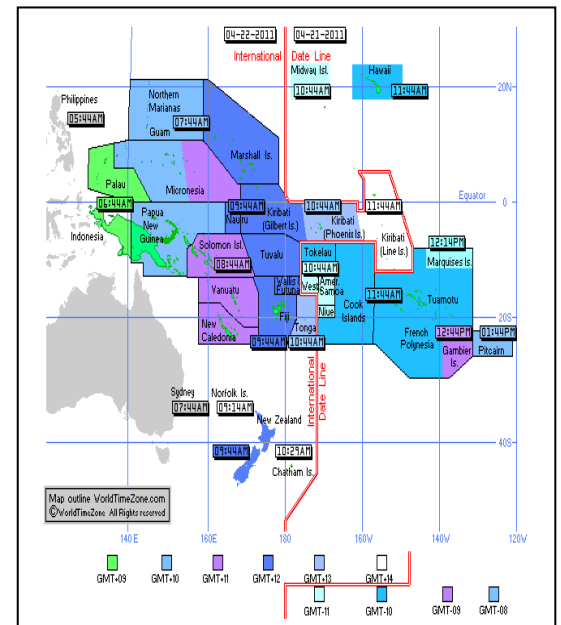 04-22-2011 04-21-2011
International Date Line
Midway Isl.
Hawaii
10:44AM
11:44AM
20N
Philippines
05:44AM
Northern
Marianas
Guam
07:44AM
Marshall Is.
Palau
Micronesia
06:44AM
09:44AM
10:44AM
11:44AM
Equator
0
Indonesia
Papua
New
Guinea
Nauru
Kiribati
(Gilbert Is.)
Kiribati
(Phoenis Is.)
Kiribati
(Line Is.)
Solomon Isl.
08:44AM
Tuvalu
Tokelau
10:44AM
12:14PM
Marquises Is.
Vanuatu
Wallis
Futuna
West
Amer.
Samoa
Cook
Islands
11:44AM
Tuamotu
Fiji
Niue
20S
New
Caledonia
Tonga
09:44AM
10:44AM
French
Polynesia
12:44PM
Gambier
Is.
01:44PM
Pitcairn
International
Date Line
Sydney
07:44AM
Norfolk Is.
09:14AM
New Zealand
09:44AM
10:29AM
Chatham Is.
40S
Map outline WorldTimeZone.com
©WorldTimeZone All Rights reserved
140E 160E 180 160W 140W 120W
GMT+09 GMT+10 GMT+11 GMT+12 GMT+13 GMT+14
GMT-11 GMT-10 GMT-09 GMT-08